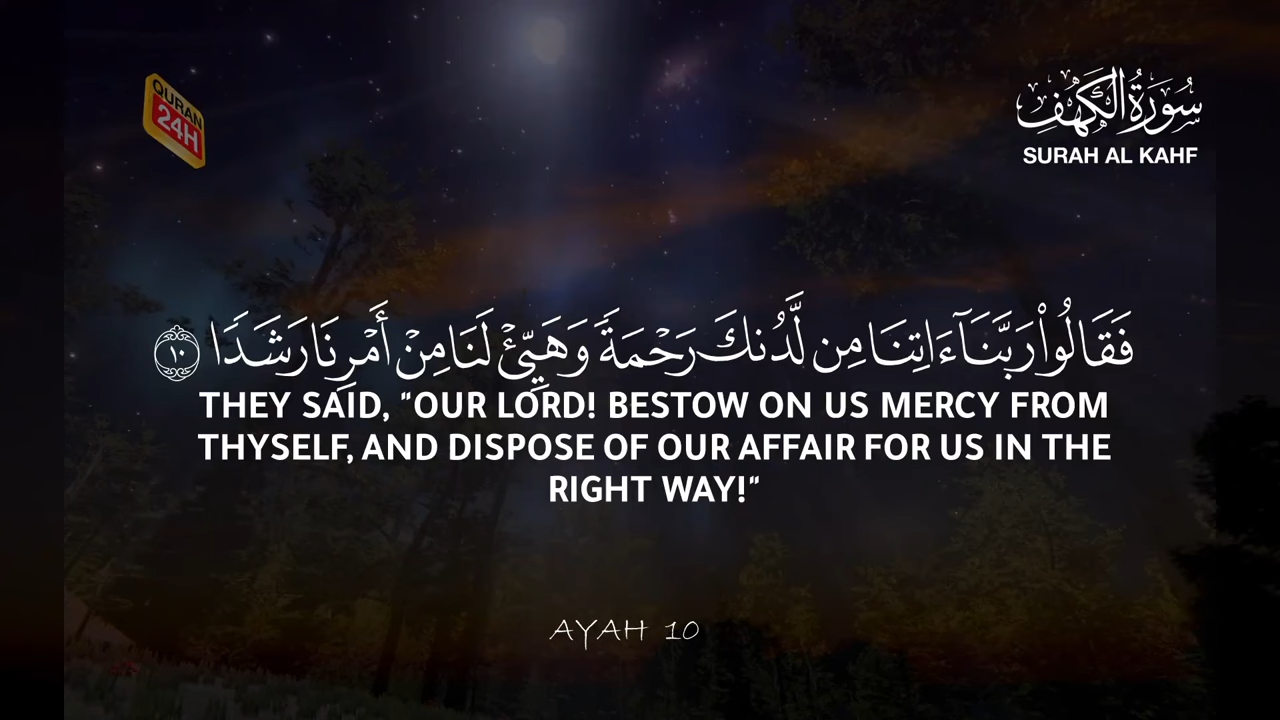 QURAN
24H
سُورَةُ الكَهْفِ
SURAH AL KAHF
فَقَالُوا۟ رَبَّنَآ ءَاتِنَا مِن لَّدُنكَ رَحْمَةً وَهَيِّئْ لَنَا مِنْ أَمْرِنَا رَشَدًا ١٠
THEY SAID, "OUR LORD! BESTOW ON US MERCY FROM
THYSELF, AND DISPOSE OF OUR AFFAIR FOR US IN THE
RIGHT WAY!"
AYAH 10